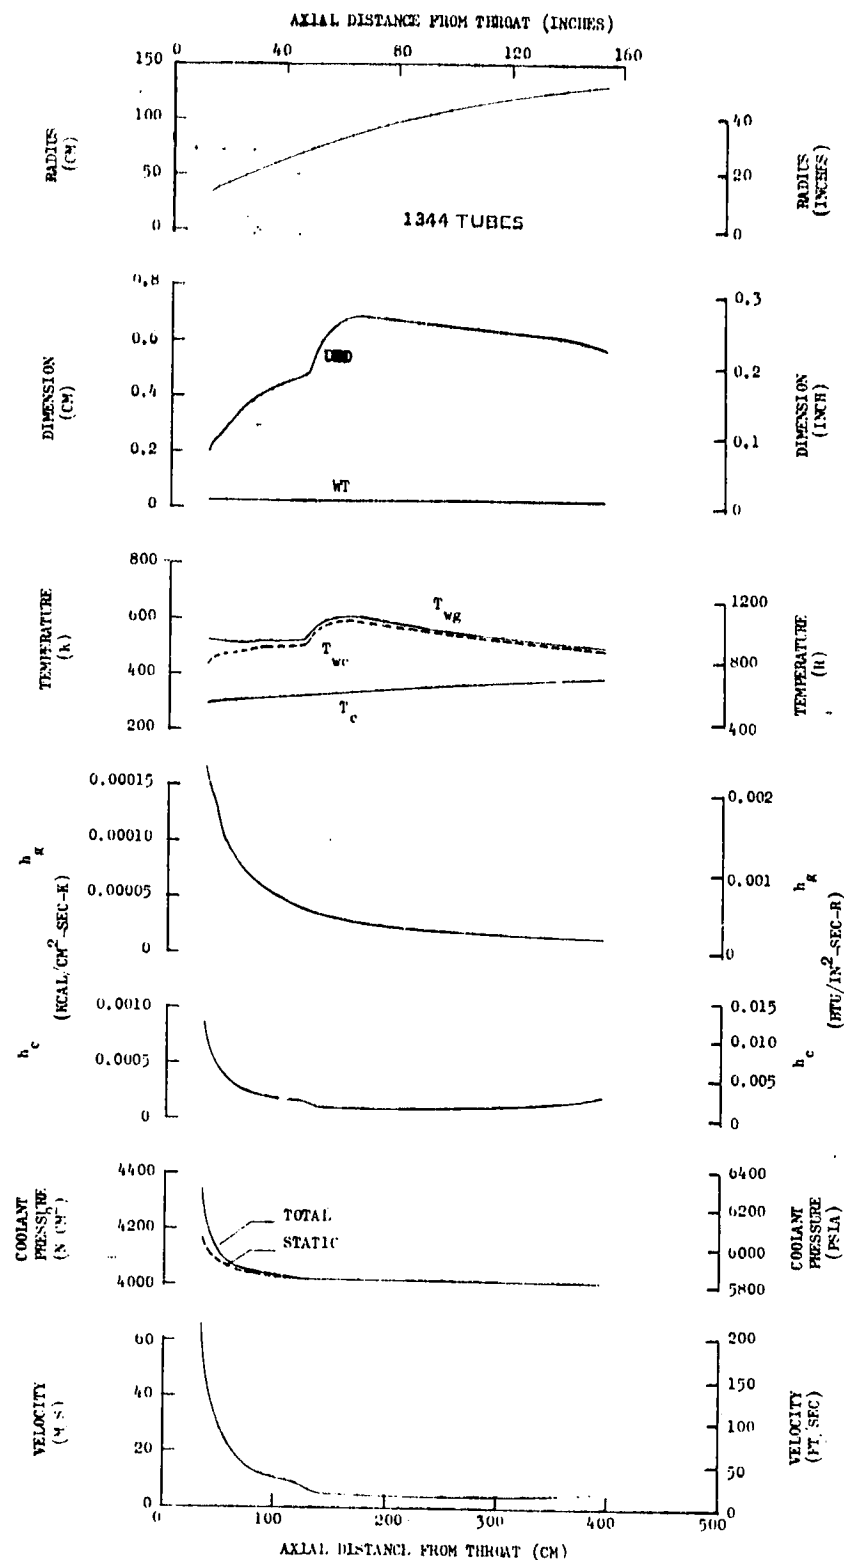 AXIAL DISTANCE FROM THROAT (INCHES)
0 40 80 120 160
150
100
50
0
RADIUS
(CM)
40
20
0
RADIUS
(INCHES)
1344 TUBES
0.8
0.6
0.4
0.2
0
DIMENSION
(CM)
WT
0.3
0.2
0.1
0
DIMENSION
(INCH)
800
600
400
200
TEMPERATURE
(K)
T wg
T wc
T c
1200
800
400
TEMPERATURE
(R)
0.00015
0.00010
0.00005
0
h g
0.002
0.001
0
h g
(KCAL/CM2-SEC-K)
(BTU/IN2-SEC-R)
0.0010
0.0005
0
h c
0.015
0.010
0.005
0
h c
4400
4200
4000
COOLANT
PRESSURE
TOTAL
STATIC
6400
6200
6000
5800
COOLANT
PRESSURE
(PSIA)
60
40
20
0
VELOCITY
200
150
100
50
0
VELOCITY
(FT/SEC)
0 100 200 300 400 500
AXIAL DISTANCE FROM THROAT (CM)